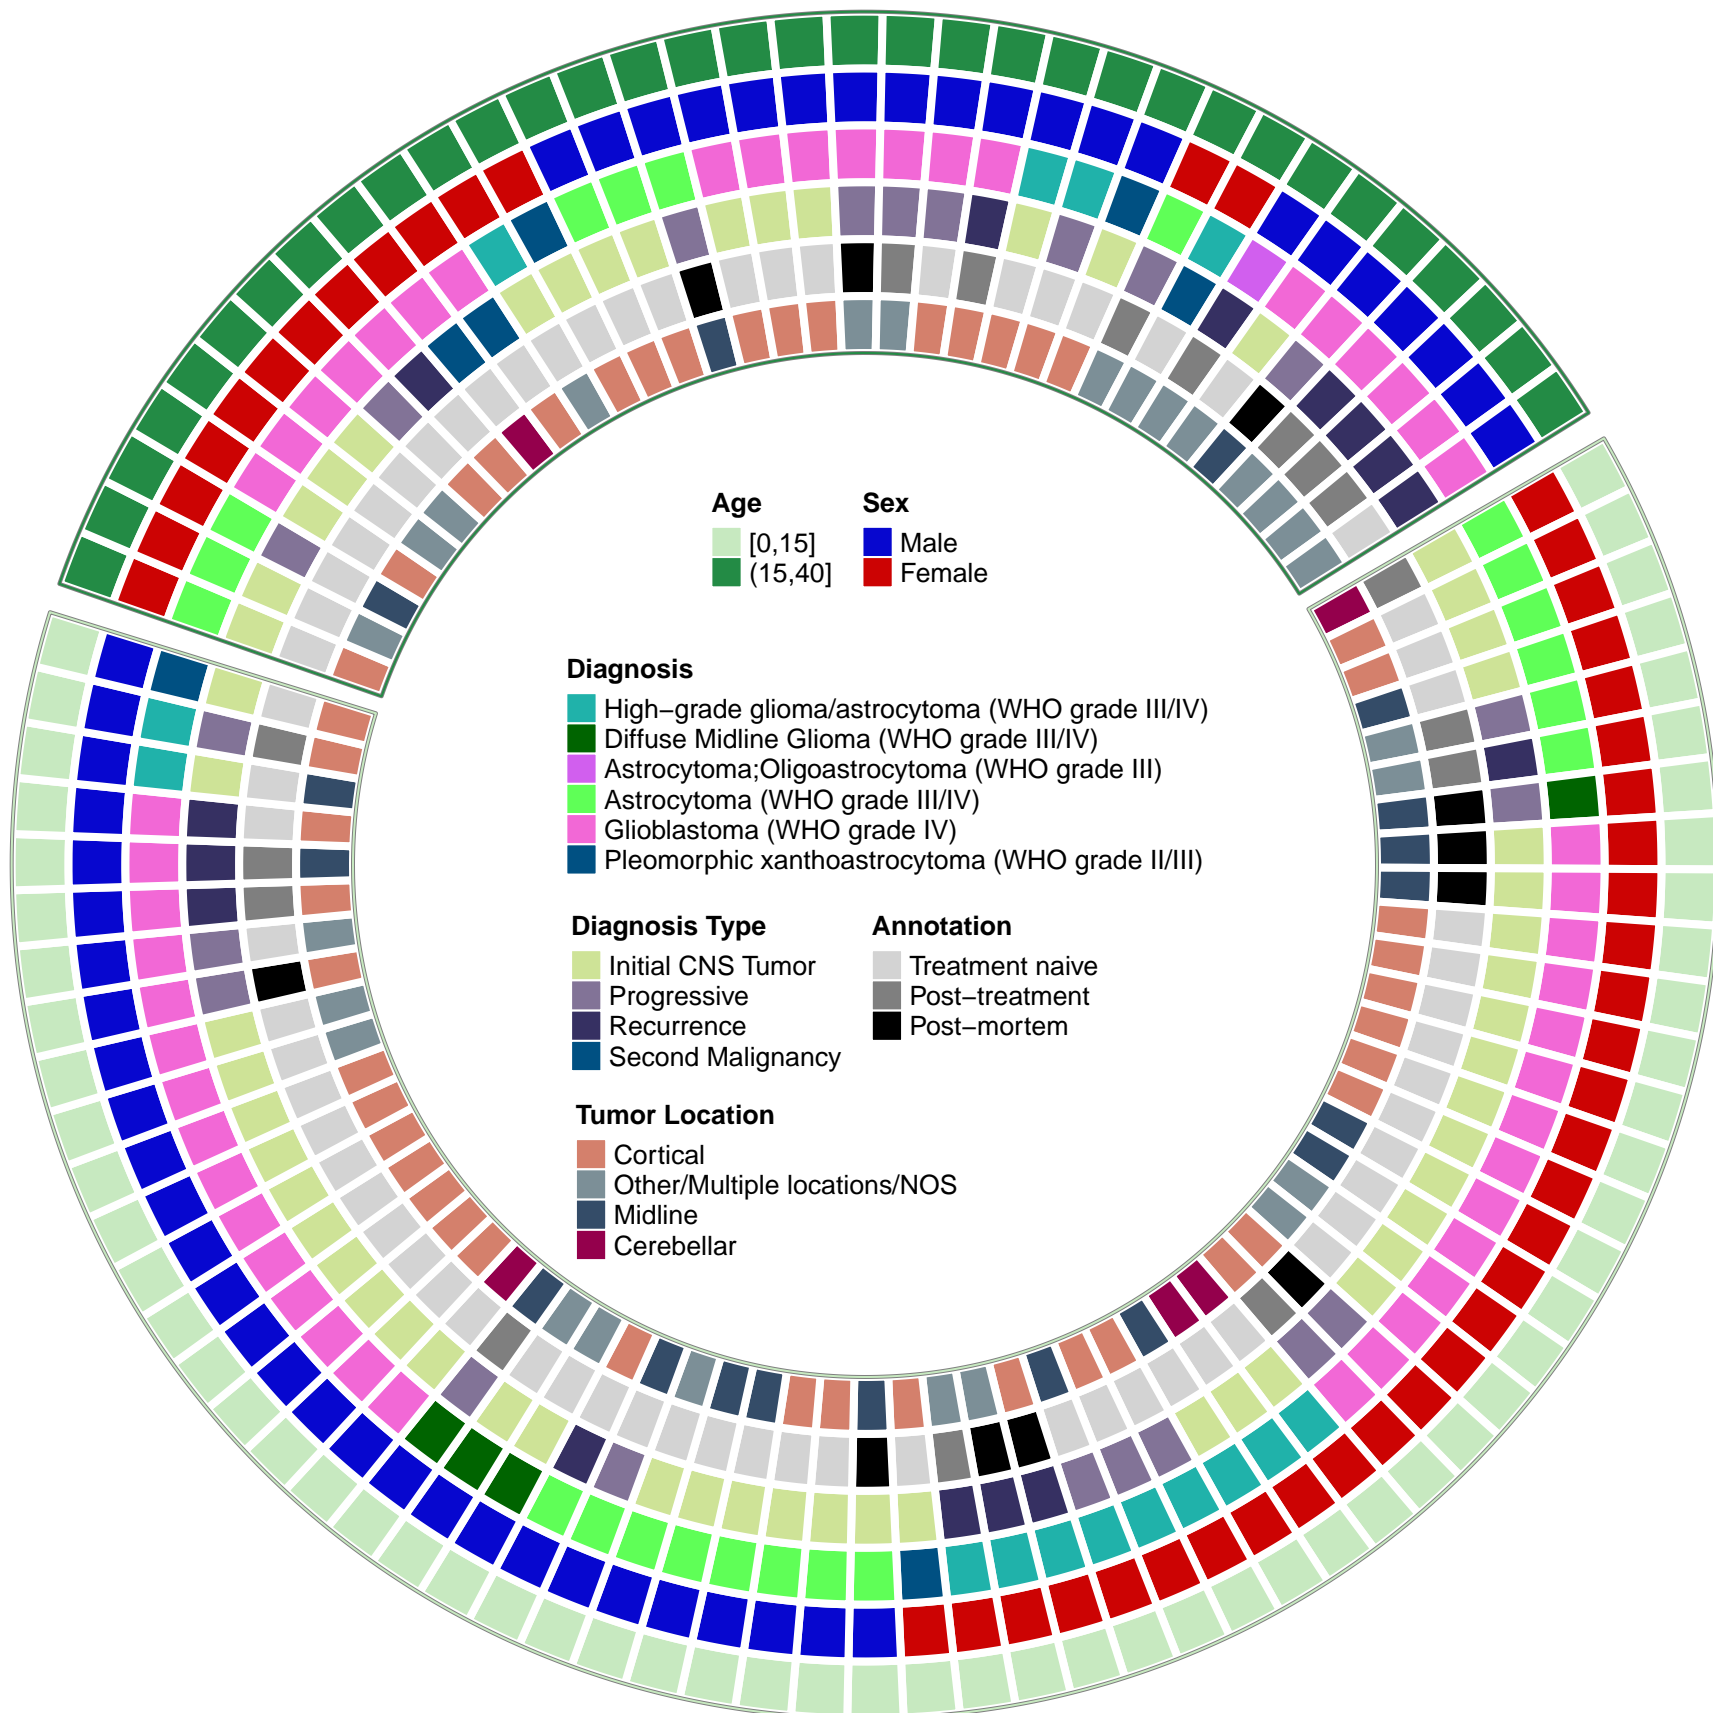 Age Sex
[0,15] Male
(15,40] Female
Diagnosis
High−grade glioma/astrocytoma (WHO grade III/IV)
Diffuse Midline Glioma (WHO grade III/IV)
Astrocytoma;Oligoastrocytoma (WHO grade III)
Astrocytoma (WHO grade III/IV)
Glioblastoma (WHO grade IV)
Pleomorphic xanthoastrocytoma (WHO grade II/III)
Diagnosis Type Annotation
Initial CNS Tumor Treatment naive
Progressive Post−treatment
Recurrence Post−mortem
Second Malignancy
Tumor Location
Cortical
Other/Multiple locations/NOS
Midline
Cerebellar